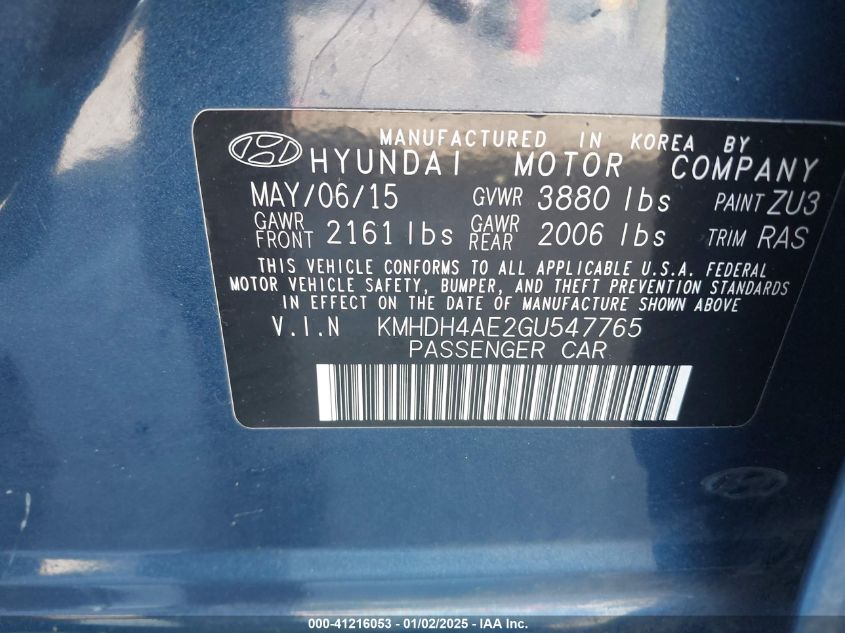 MANUFACTURED IN KOREA BY
HYUNDAI MOTOR COMPANY
MAY/06/15 GVWR 3880 lbs PAINT ZU3
GAWR FRONT 2161 lbs GAWR REAR 2006 lbs TRIM RAS
THIS VEHICLE CONFORMS TO ALL APPLICABLE U.S.A. FEDERAL
MOTOR VEHICLE SAFETY, BUMPER, AND THEFT PREVENTION STANDARDS
IN EFFECT ON THE DATE OF MANUFACTURE SHOWN ABOVE
V.I.N KMHDH4AE2GU547765
PASSENGER CAR
000-41216053 - 01/02/2025 - IAA Inc.